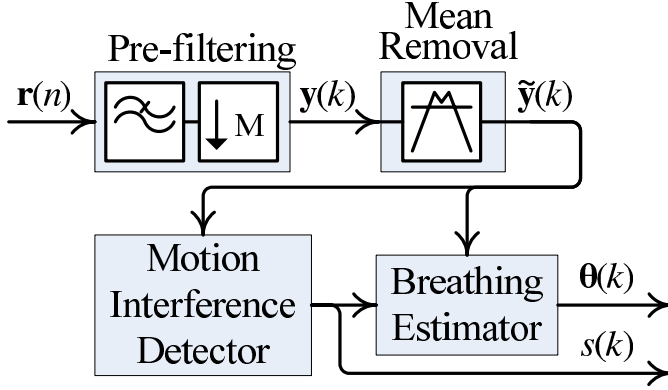 Mean
Pre-filtering Removal
r(n) y(k) ỹ(k)
M
Motion
Interference
Detector
Breathing
Estimator
θ(k)
s(k)